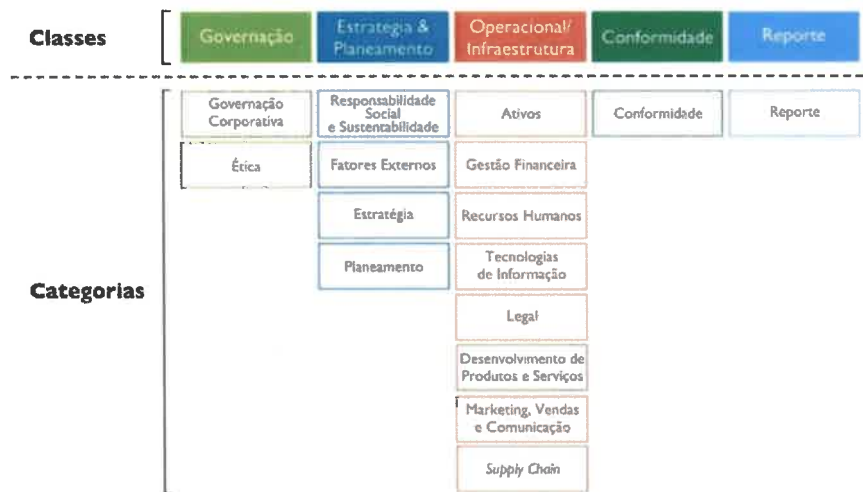 Classes
Governação
Estrategia &
Planeamento
Operacional/
Infraestrutura
Conformidade
Reporte
Categorias
Governação
Corporativa
Responsabilidade
Social
e Sustentabilidade
Ativos
Conformidade
Reporte
Ética
Fatores Externos
Gestão Financeira
Estratégia
Recursos Humanos
Planeamento
Tecnologias
de Informação
Legal
Desenvolvimento de
Produtos e Serviços
Marketing, Vendas
e Comunicação
Supply Chain